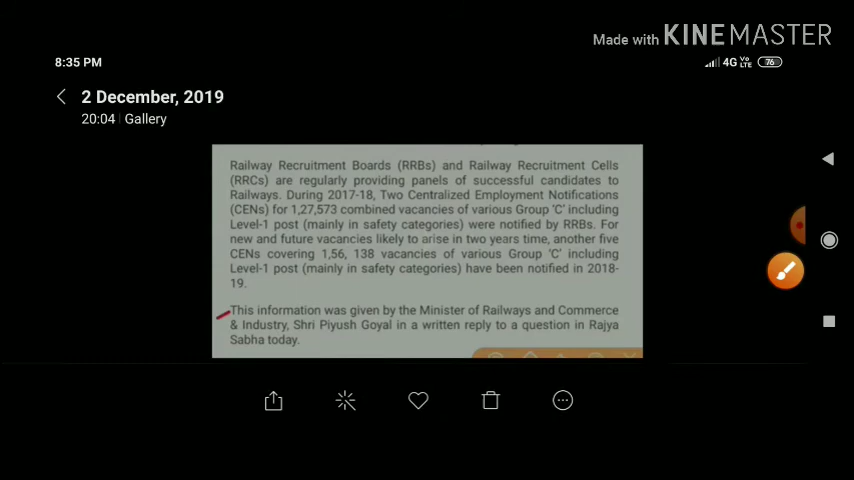 Made with KINEMASTER
8:35 PM
4G Vo LTE 76
2 December, 2019
20:04 | Gallery
Railway Recruitment Boards (RRBs) and Railway Recruitment Cells
(RRCs) are regularly providing panels of successful candidates to
Railways. During 2017-18, Two Centralized Employment Notifications
(CENs) for 1,27,573 combined vacancies of various Group 'C' including
Level-1 post (mainly in safety categories) were notified by RRBs. For
new and future vacancies likely to arise in two years time, another five
CENs covering 1,56, 138 vacancies of various Group 'C' including
Level-1 post (mainly in safety categories) have been notified in 2018-
19.
This information was given by the Minister of Railways and Commerce
& Industry, Shri Piyush Goyal in a written reply to a question in Rajya
Sabha today.